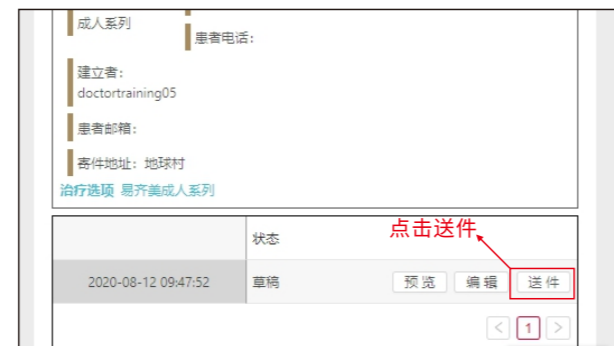 成人系列
患者电话：
建立者：
doctortraining05
患者邮箱：
寄件地址：地球村
治疗选项 易齐美成人系列
点击送件
状态
2020-08-12 09:47:52 草稿 预览 编辑 送件
< 1 >